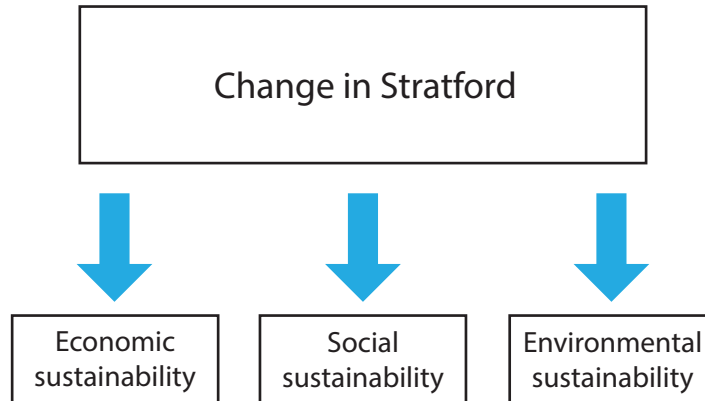 Change in Stratford
Economic
sustainability
Social
sustainability
Environmental
sustainability